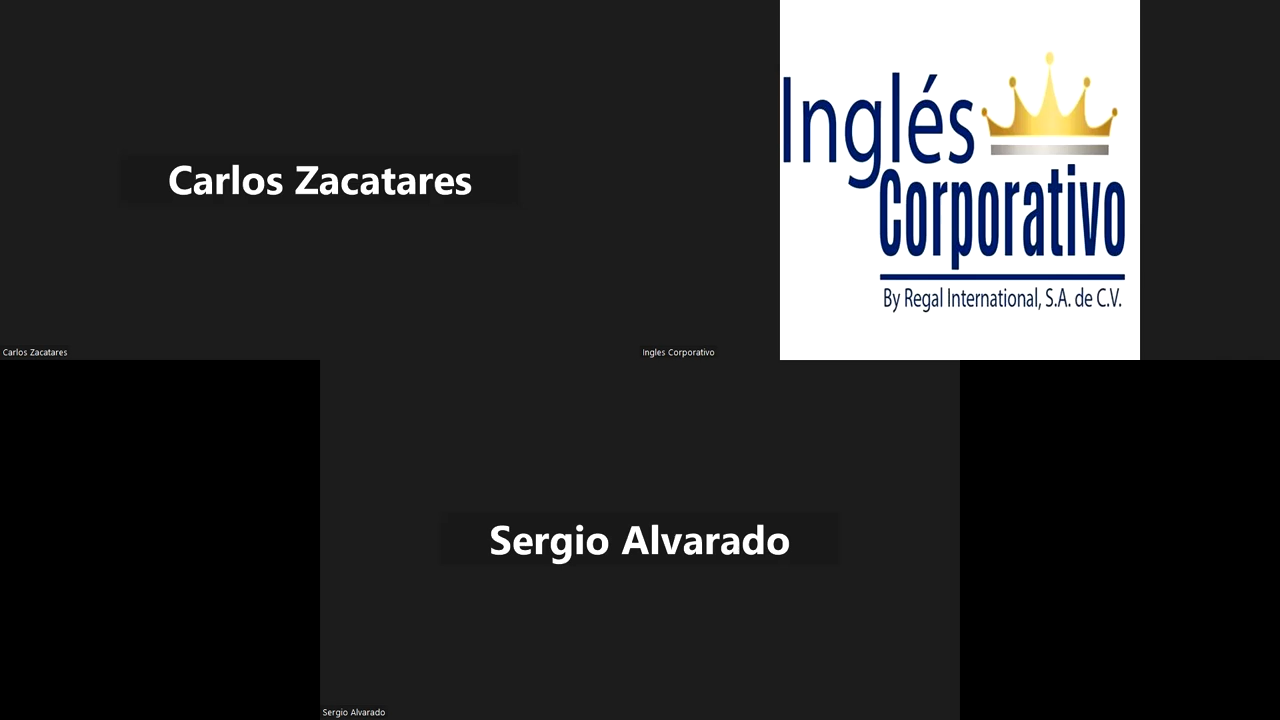 Carlos Zacatares
Carlos Zacatares
Inglés
Corporativo
By Regal International, S.A. de C.V.
Ingles Corporativo
Sergio Alvarado
Sergio Alvarado